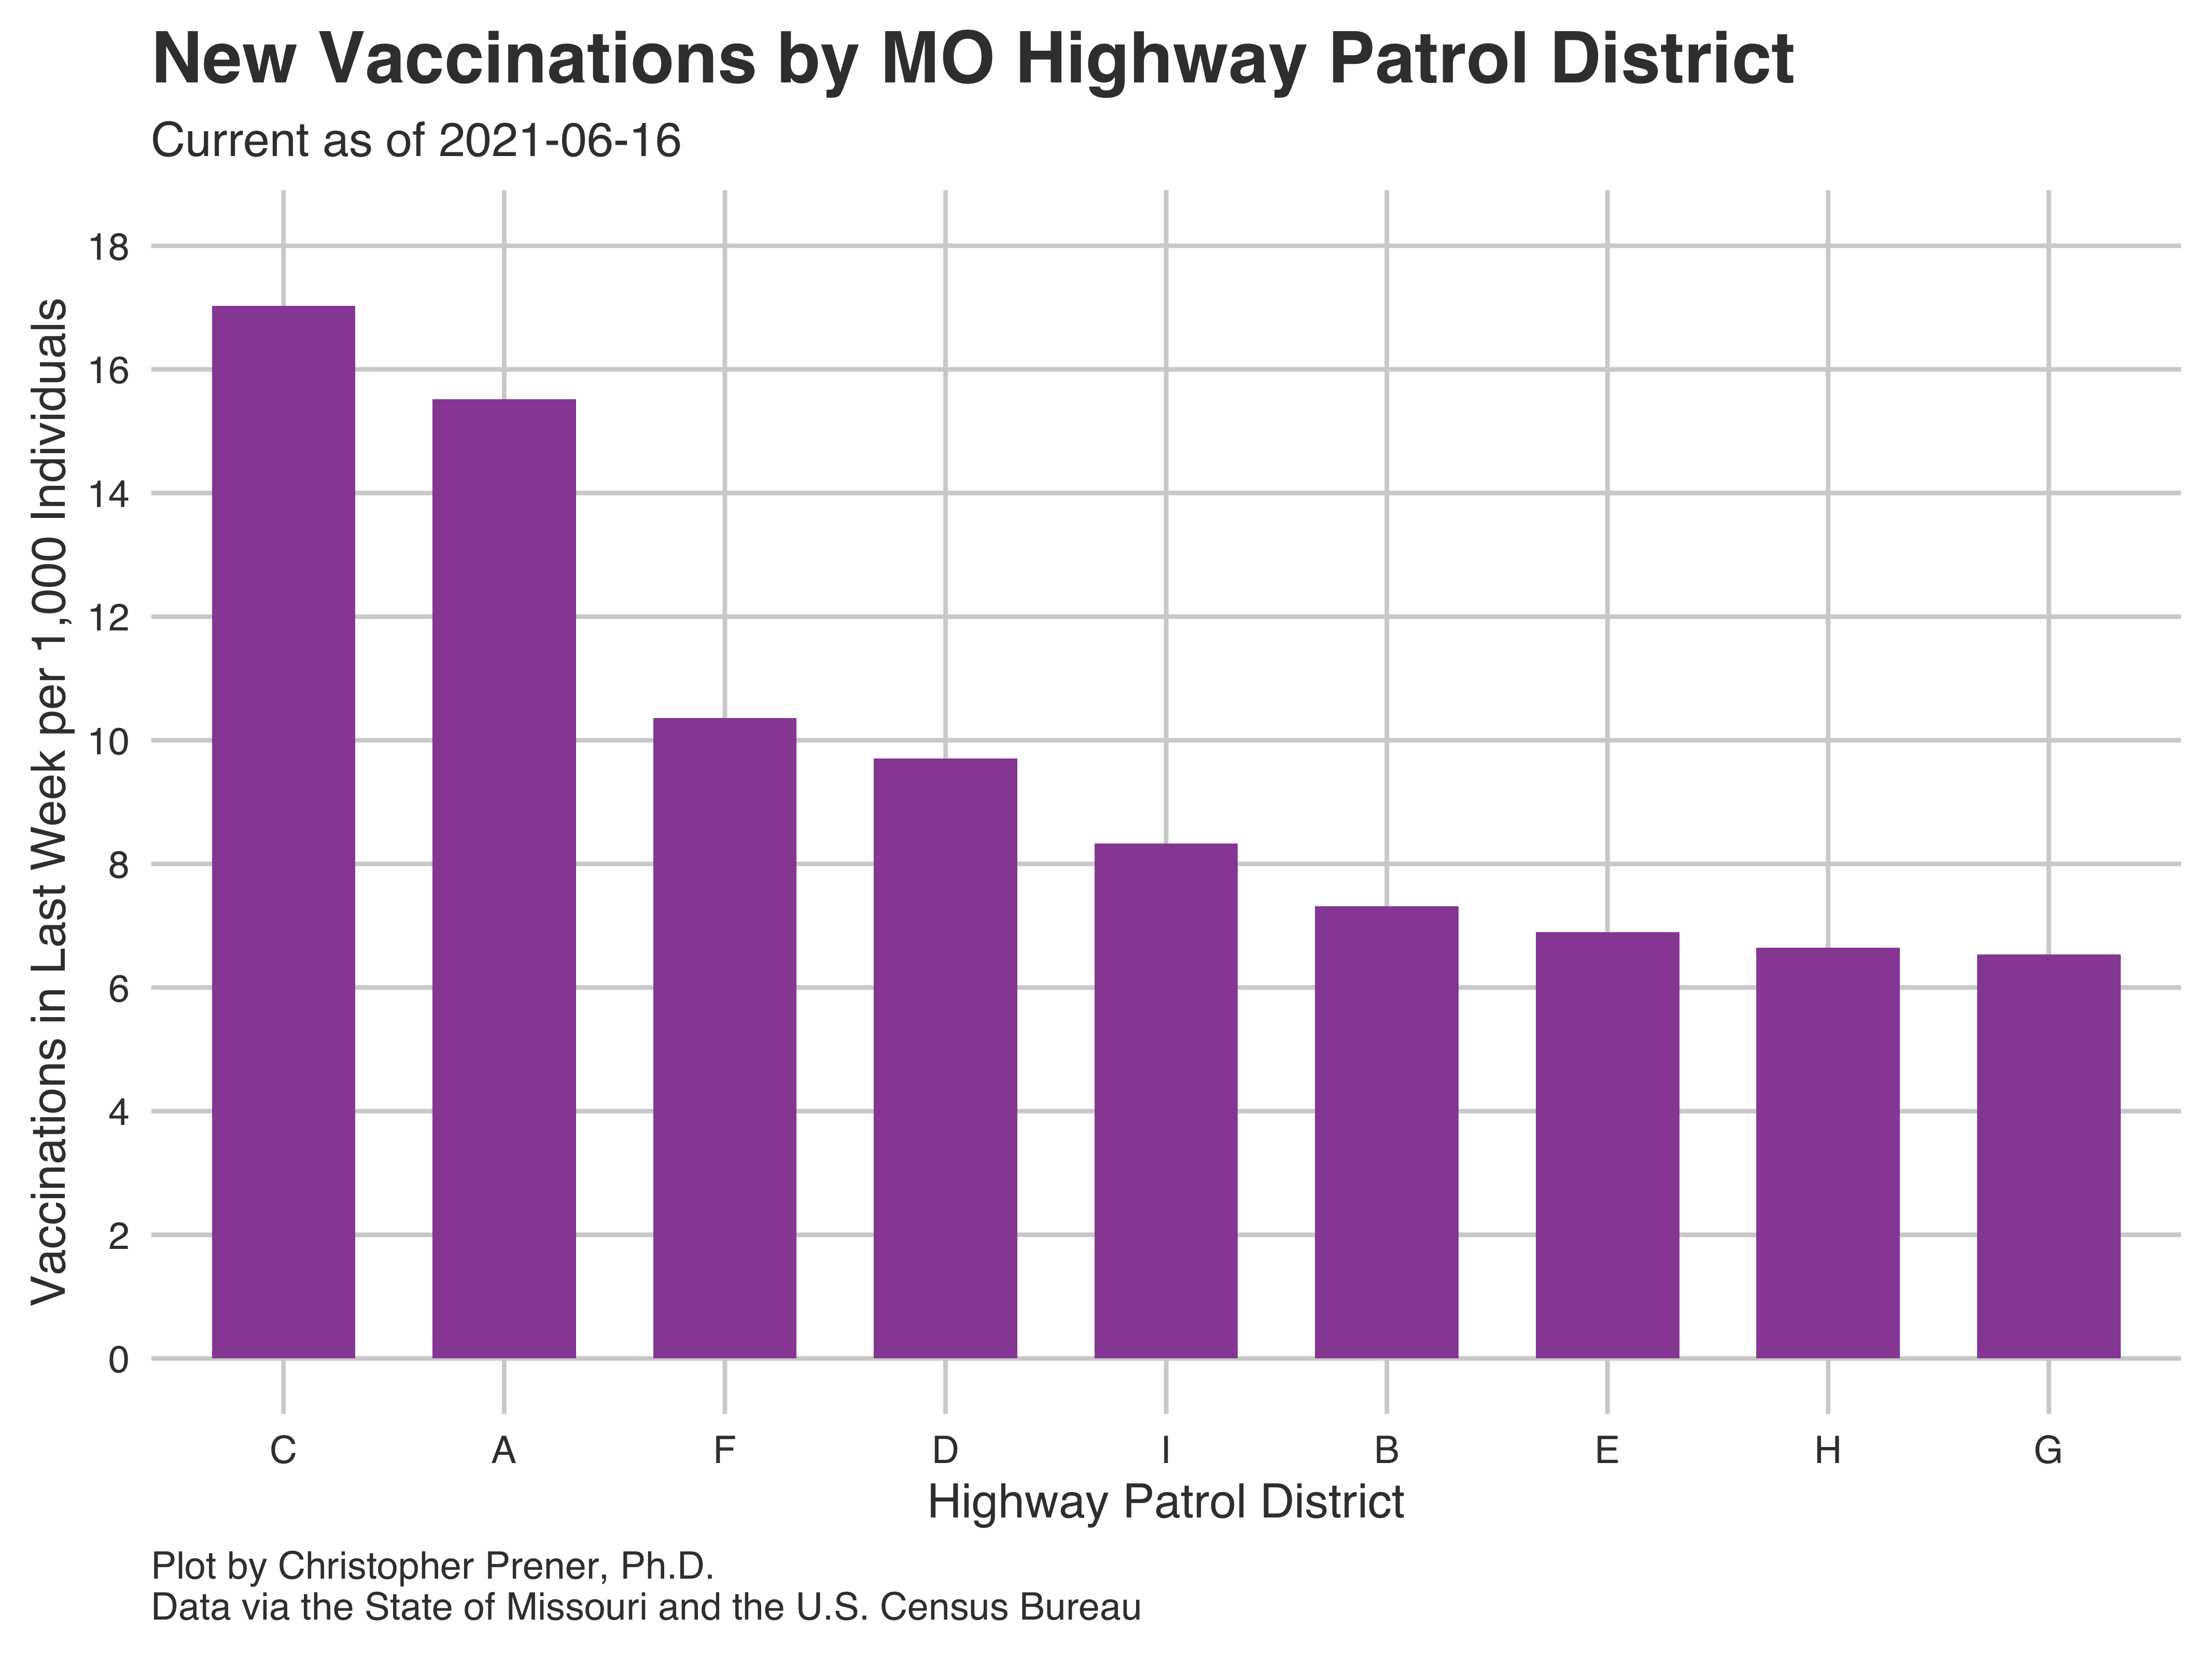 New Vaccinations by MO Highway Patrol District
Current as of 2021-06-16
Vaccinations in Last Week per 1,000 Individuals
18
16
14
12
10
8
6
4
2
0
C A F D I B E H G
Highway Patrol District
Plot by Christopher Prener, Ph.D.
Data via the State of Missouri and the U.S. Census Bureau